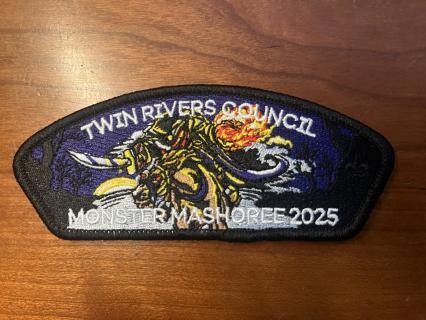 TWIN RIVERS COUNCIL
MONSTER MASHOREE 2025